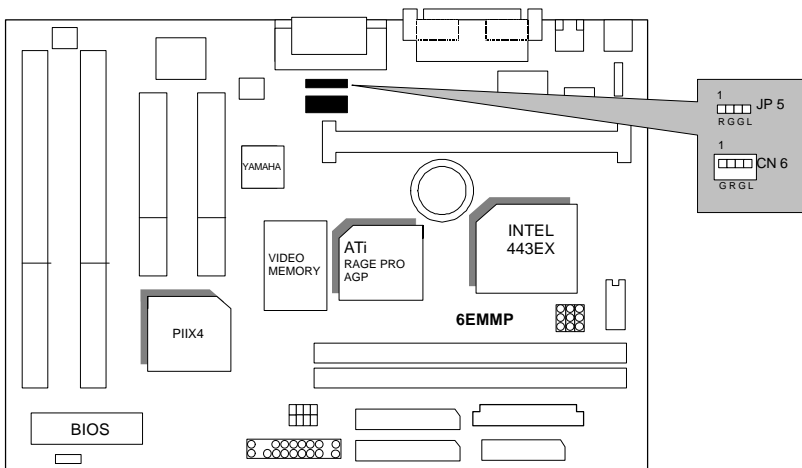 1
JP 5
R G G L
1
CN 6
G R G L
YAMAHA
VIDEO
MEMORY
ATi
RAGE PRO
AGP
INTEL
443EX
6EMMP
PIIX4
BIOS